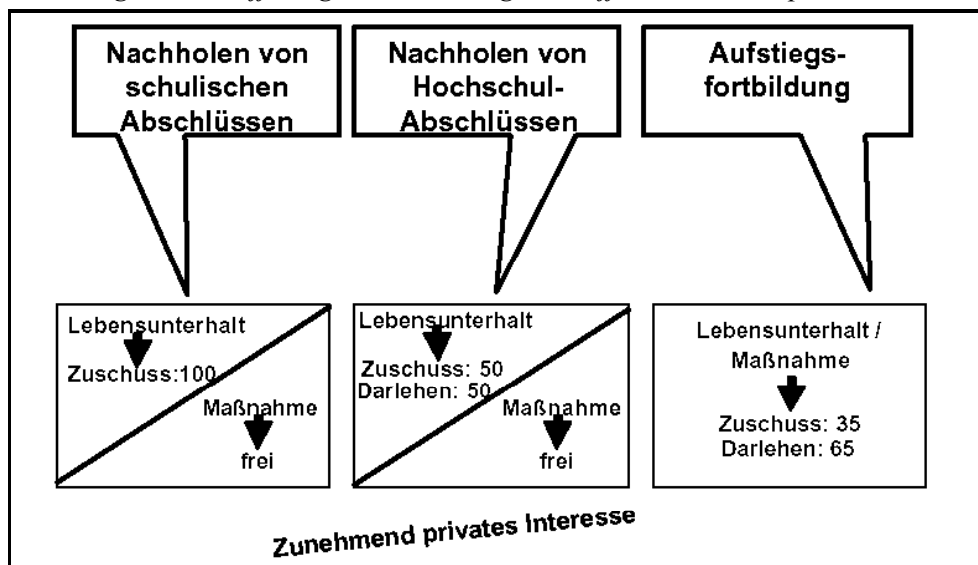 Nachholen von
schulischen
Abschlüssen
Nachholen von
Hochschul-
Abschlüssen
Aufstiegs-
fortbildung
Lebensunterhalt
Zuschuss:100
Maßnahme
frei
Lebensunterhalt
Zuschuss: 50
Darlehen: 50
Maßnahme
frei
Lebensunterhalt /
Maßnahme
Zuschuss: 35
Darlehen: 65
Zunehmend privates Interesse